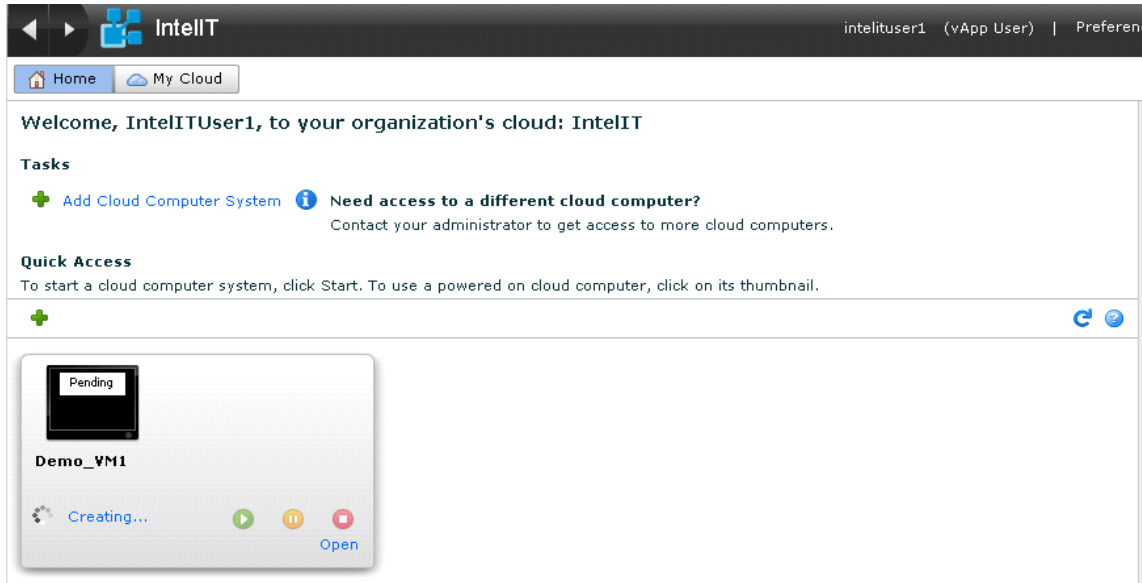 IntelIT
intelituser1 (vApp User) | Preferen
Home My Cloud
Welcome, IntelITUser1, to your organization's cloud: IntelIT
Tasks
Add Cloud Computer System Need access to a different cloud computer?
Contact your administrator to get access to more cloud computers.
Quick Access
To start a cloud computer system, click Start. To use a powered on cloud computer, click on its thumbnail.
Pending
Demo_VM1
Creating...
Open